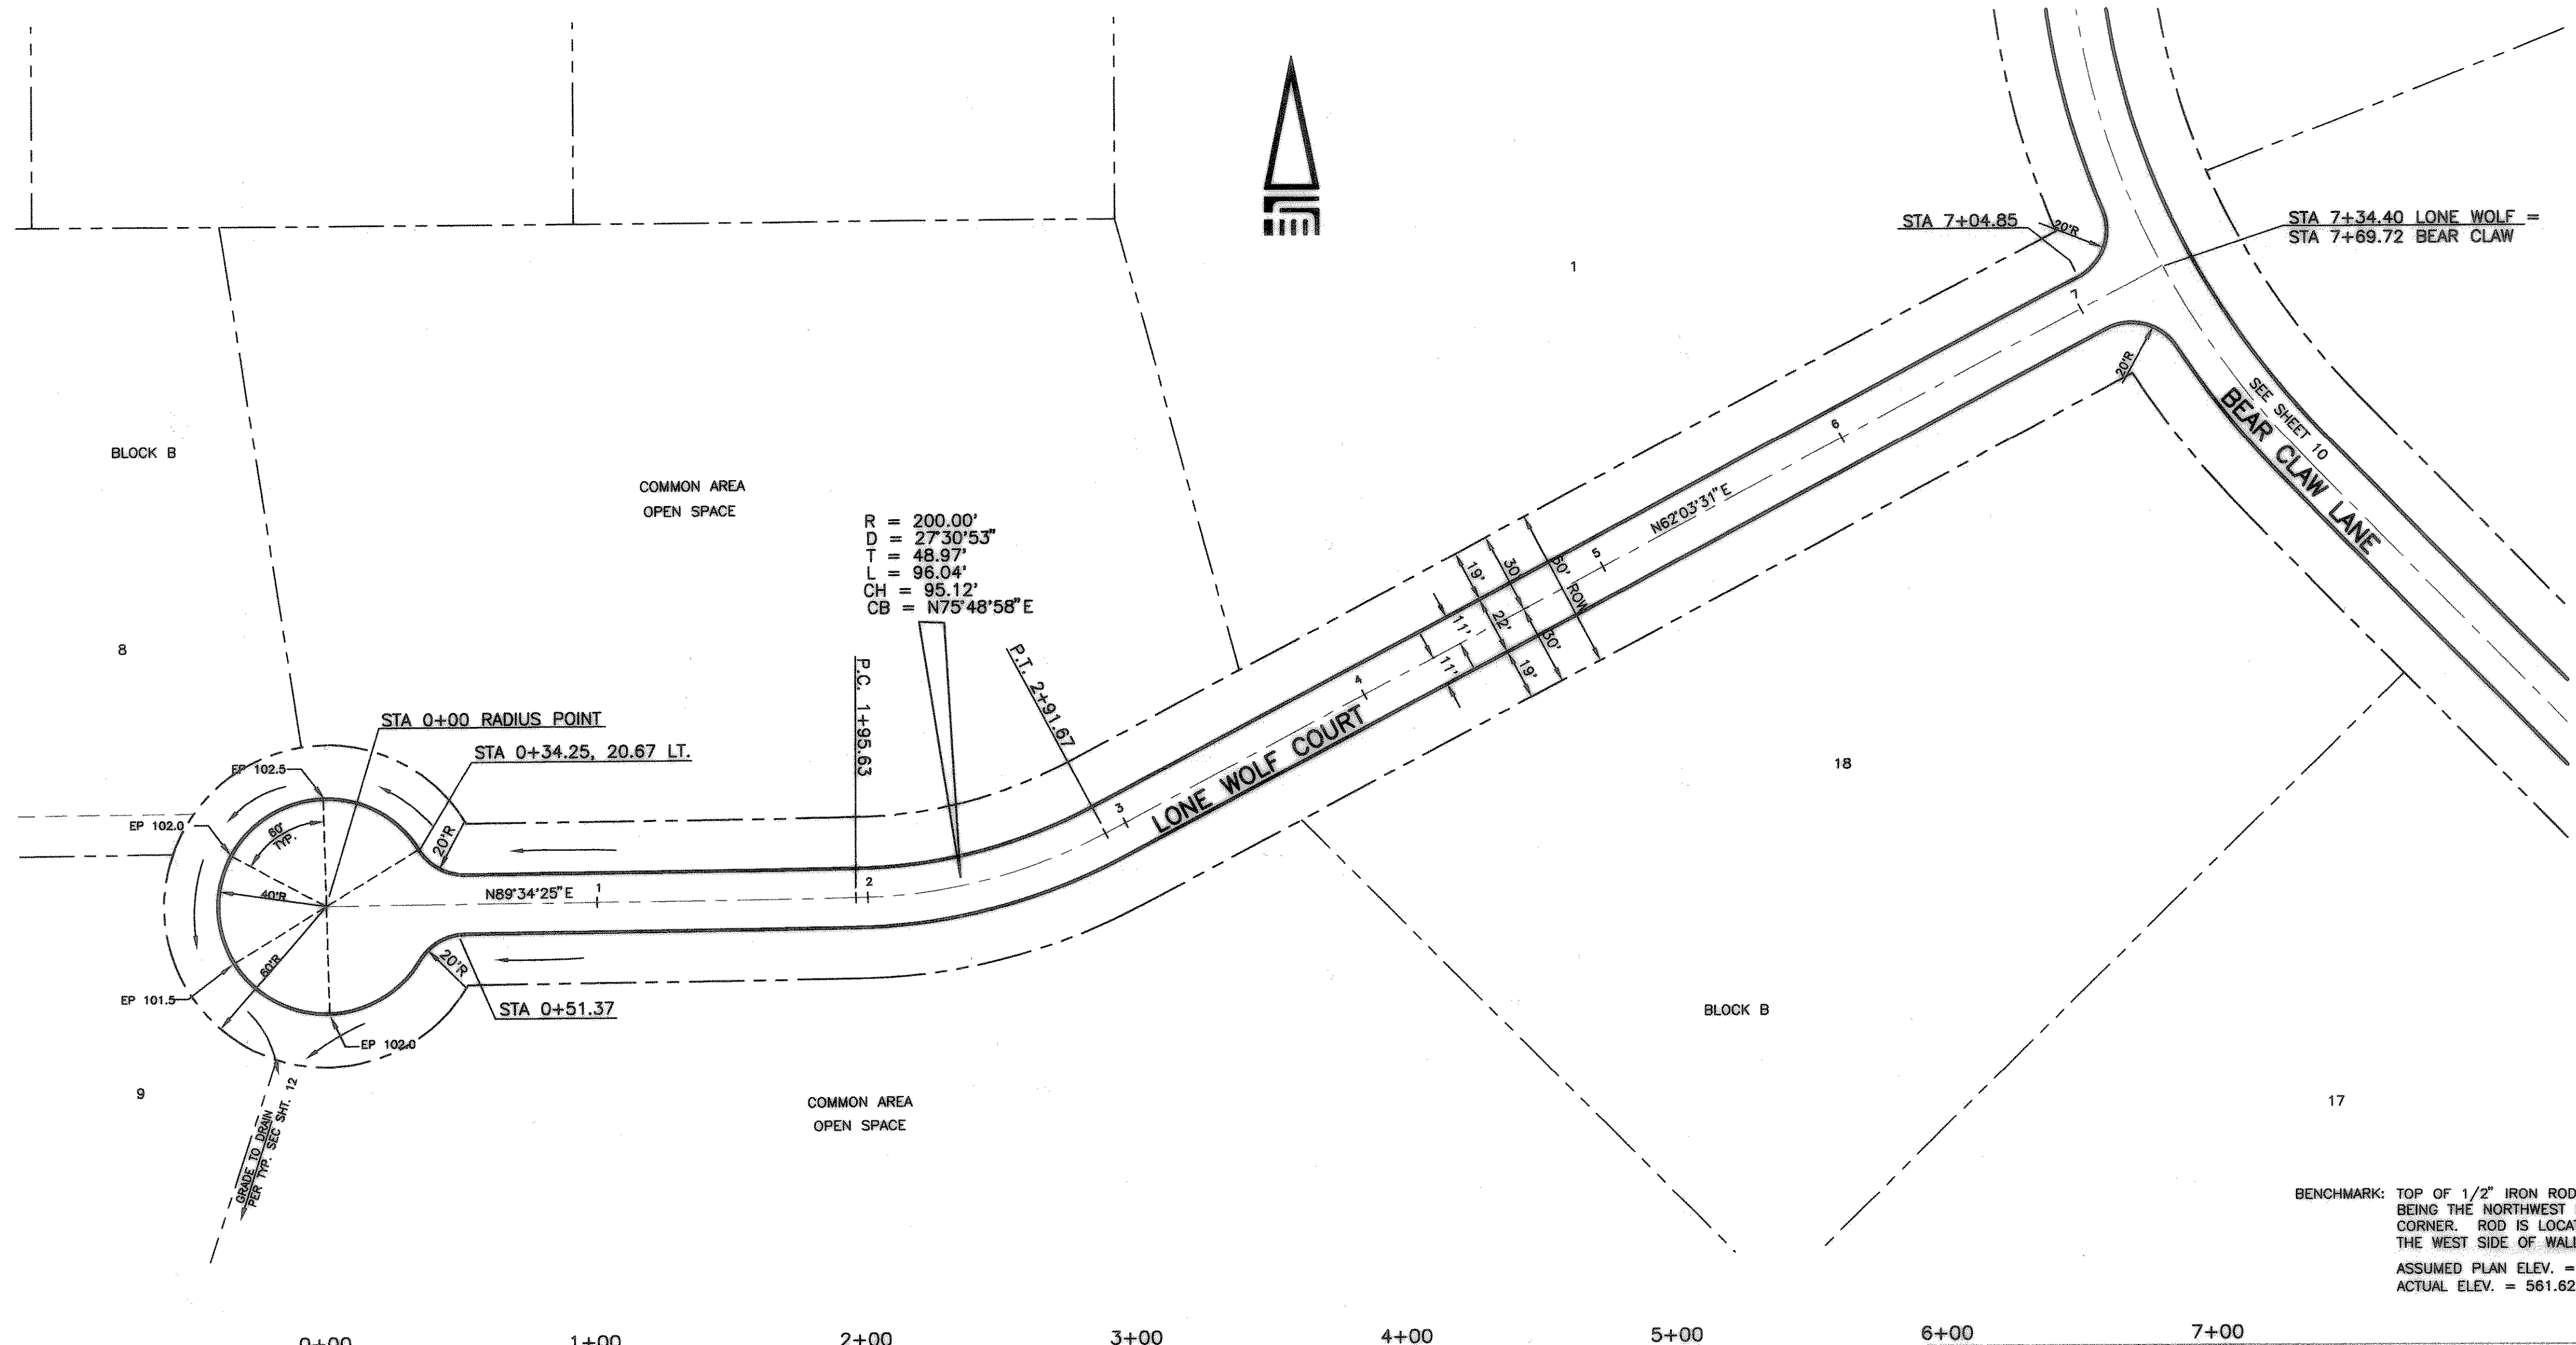 STA 7+04.85
20'R
STA 7+34.40 LONE WOLF =
STA 7+69.72 BEAR CLAW
1
7
20'R
SEE SHEET 10
BEAR CLAW LANE
6
N62°03'31"E
5
BLOCK B
COMMON AREA
OPEN SPACE
R = 200.00'
D = 27°30'53"
T = 48.97'
L = 96.04'
CH = 95.12'
CB = N75°48'58"E
19'
30'
60' ROW
11'
22'
30'
11'
19'
8
P.C. 1+95.63
P.T. 2+91.67
4
LONE WOLF COURT
3
18
STA 0+00 RADIUS POINT
STA 0+34.25, 20.67 LT.
EP 102.5
EP 102.0
60°
TYP.
20'R
40'R
N89°34'25"E
1
2
60'R
20'R
EP 101.5
STA 0+51.37
EP 102.0
BLOCK B
9
GRADE TO DRAIN
PER TYP. SEC SHT. 12
COMMON AREA
OPEN SPACE
17
BENCHMARK: TOP OF 1/2" IRON ROD
BEING THE NORTHWEST
CORNER. ROD IS LOCAT
THE WEST SIDE OF WALL
ASSUMED PLAN ELEV. =
ACTUAL ELEV. = 561.62
0+00 1+00 2+00 3+00 4+00 5+00 6+00 7+00